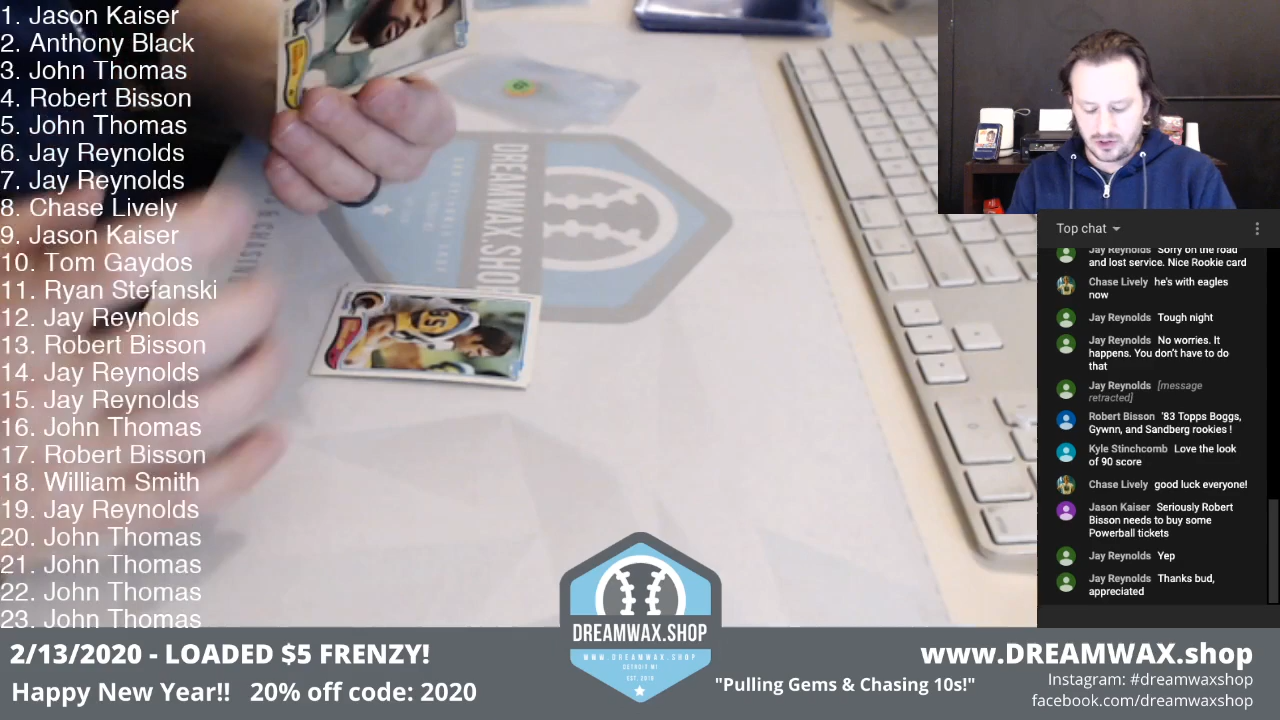 1. Jason Kaiser
2. Anthony Black
3. John Thomas
4. Robert Bisson
5. John Thomas
6. Jay Reynolds
7. Jay Reynolds
8. Chase Lively
9. Jason Kaiser
10. Tom Gaydos
11. Ryan Stefanski
12. Jay Reynolds
13. Robert Bisson
14. Jay Reynolds
15. Jay Reynolds
16. John Thomas
17. Robert Bisson
18. William Smith
19. Jay Reynolds
20. John Thomas
21. John Thomas
22. John Thomas
23. John Thomas
DREAMWAX.SHOP
Top chat
Jay Reynolds Sorry on the road
and lost service. Nice Rookie card
Chase Lively he's with eagles
now
Jay Reynolds Tough night
Jay Reynolds No worries. It
happens. You don't have to do
that
Jay Reynolds [message
retracted]
Robert Bisson '83 Topps Boggs,
Gywnn, and Sandberg rookies !
Kyle Stinchcomb Love the look
of 90 score
Chase Lively good luck everyone!
Jason Kaiser Seriously Robert
Bisson needs to buy some
Powerball tickets
Jay Reynolds Yep
Jay Reynolds Thanks bud,
appreciated
DREAMWAX.SHOP
WWW.DREAMWAX.SHOP
DETROIT MI
EST. 2019
2/13/2020 - LOADED $5 FRENZY!
Happy New Year!! 20% off code: 2020
"Pulling Gems & Chasing 10s!"
www.DREAMWAX.shop
Instagram: #dreamwaxshop
facebook.com/dreamwaxshop